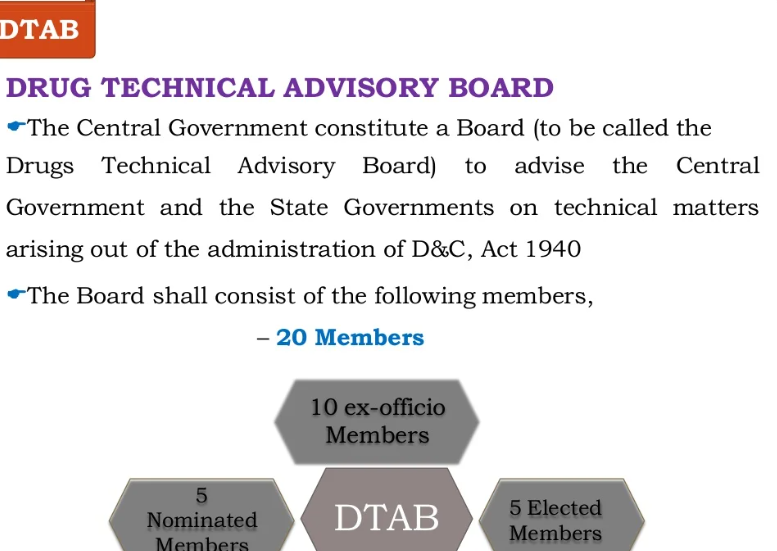 DTAB
DRUG TECHNICAL ADVISORY BOARD
☛The Central Government constitute a Board (to be called the
Drugs Technical Advisory Board) to advise the Central
Government and the State Governments on technical matters
arising out of the administration of D&C, Act 1940
☛The Board shall consist of the following members,
– 20 Members
10 ex-officio
Members
5
Nominated
Members
DTAB
5 Elected
Members